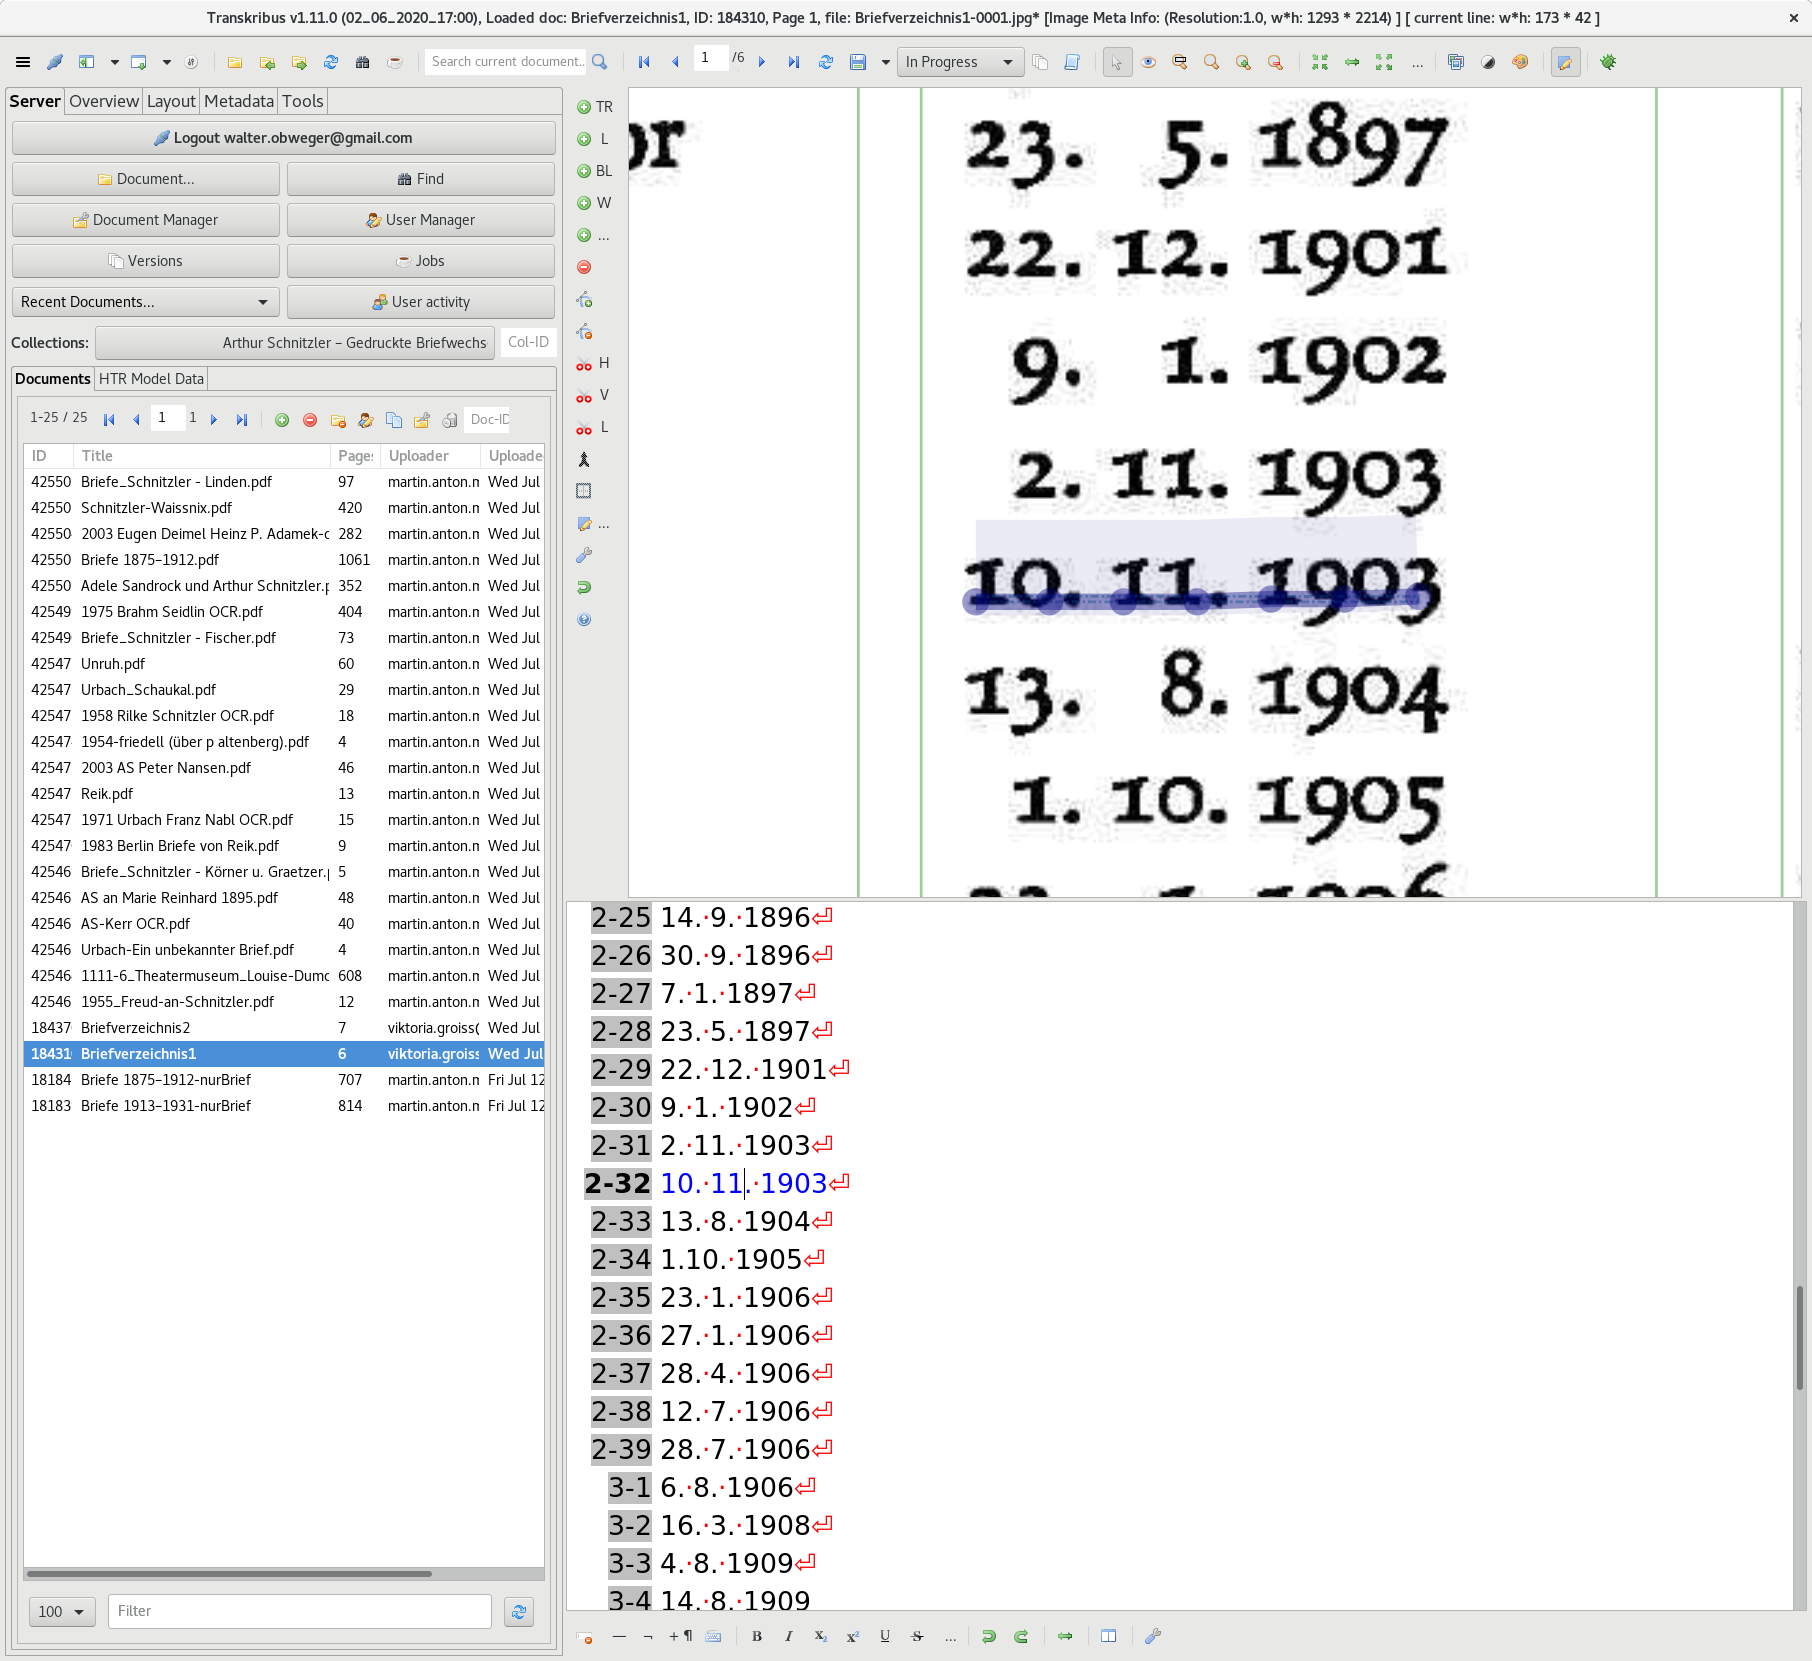 Transkribus v1.11.0 (02_06_2020_17:00), Loaded doc: Briefverzeichnis1, ID: 184310, Page 1, file: Briefverzeichnis1-0001.jpg* [Image Meta Info: (Resolution:1.0, w*h: 1293 * 2214) ] [ current line: w*h: 173 * 42 ]
Search current document...
1 /6
In Progress
Server Overview Layout Metadata Tools
Logout walter.obweger@gmail.com
Document... Find
Document Manager User Manager
Versions Jobs
Recent Documents... User activity
Collections: Arthur Schnitzler – Gedruckte Briefwechs Col-ID
Documents HTR Model Data
1-25 / 25 1 1 Doc-ID
ID Title Pages Uploader Uploade
42550 Briefe_Schnitzler - Linden.pdf 97 martin.anton.m Wed Jul
42550 Schnitzler-Waissnix.pdf 420 martin.anton.m Wed Jul
42550 2003 Eugen Deimel Heinz P. Adamek-c 282 martin.anton.m Wed Jul
42550 Briefe 1875–1912.pdf 1061 martin.anton.m Wed Jul
42550 Adele Sandrock und Arthur Schnitzler.p 352 martin.anton.m Wed Jul
42549 1975 Brahm Seidlin OCR.pdf 404 martin.anton.m Wed Jul
42549 Briefe_Schnitzler - Fischer.pdf 73 martin.anton.m Wed Jul
42547 Unruh.pdf 60 martin.anton.m Wed Jul
42547 Urbach_Schaukal.pdf 29 martin.anton.m Wed Jul
42547 1958 Rilke Schnitzler OCR.pdf 18 martin.anton.m Wed Jul
42547 1954-friedell (über p altenberg).pdf 4 martin.anton.m Wed Jul
42547 2003 AS Peter Nansen.pdf 46 martin.anton.m Wed Jul
42547 Reik.pdf 13 martin.anton.m Wed Jul
42547 1971 Urbach Franz Nabl OCR.pdf 15 martin.anton.m Wed Jul
42547 1983 Berlin Briefe von Reik.pdf 9 martin.anton.m Wed Jul
42546 Briefe_Schnitzler - Körner u. Graetzer.p 5 martin.anton.m Wed Jul
42546 AS an Marie Reinhard 1895.pdf 48 martin.anton.m Wed Jul
42546 AS-Kerr OCR.pdf 40 martin.anton.m Wed Jul
42546 Urbach-Ein unbekannter Brief.pdf 4 martin.anton.m Wed Jul
42546 1111-6_Theatermuseum_Louise-Dumc 608 martin.anton.m Wed Jul
42546 1955_Freud-an-Schnitzler.pdf 12 martin.anton.m Wed Jul
18437 Briefverzeichnis2 7 viktoria.groiss( Wed Jul
18431 Briefverzeichnis1 6 viktoria.groiss Wed Jul
18184 Briefe 1875–1912-nurBrief 707 martin.anton.m Fri Jul 12
18183 Briefe 1913–1931-nurBrief 814 martin.anton.m Fri Jul 12
100 Filter
TR
L
BL
W
...
H
V
L
...
or
23. 5. 1897
22. 12. 1901
9. 1. 1902
2. 11. 1903
10. 11. 1903
13. 8. 1904
1. 10. 1905
2-25 14.·9.·1896
2-26 30.·9.·1896
2-27 7.·1.·1897
2-28 23.·5.·1897
2-29 22.·12.·1901
2-30 9.·1.·1902
2-31 2.·11.·1903
2-32 10.·11.·1903
2-33 13.·8.·1904
2-34 1.10.·1905
2-35 23.·1.·1906
2-36 27.·1.·1906
2-37 28.·4.·1906
2-38 12.·7.·1906
2-39 28.·7.·1906
3-1 6.·8.·1906
3-2 16.·3.·1908
3-3 4.·8.·1909
3-4 14.·8.·1909
B I X₂ x² U S ...